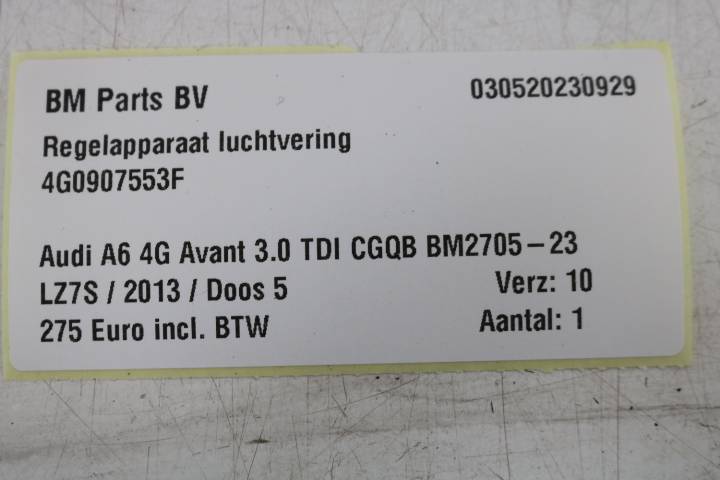 BM Parts BV 030520230929
Regelapparaat luchtvering
4G0907553F
Audi A6 4G Avant 3.0 TDI CGQB BM2705-23
LZ7S / 2013 / Doos 5 Verz: 10
275 Euro incl. BTW Aantal: 1